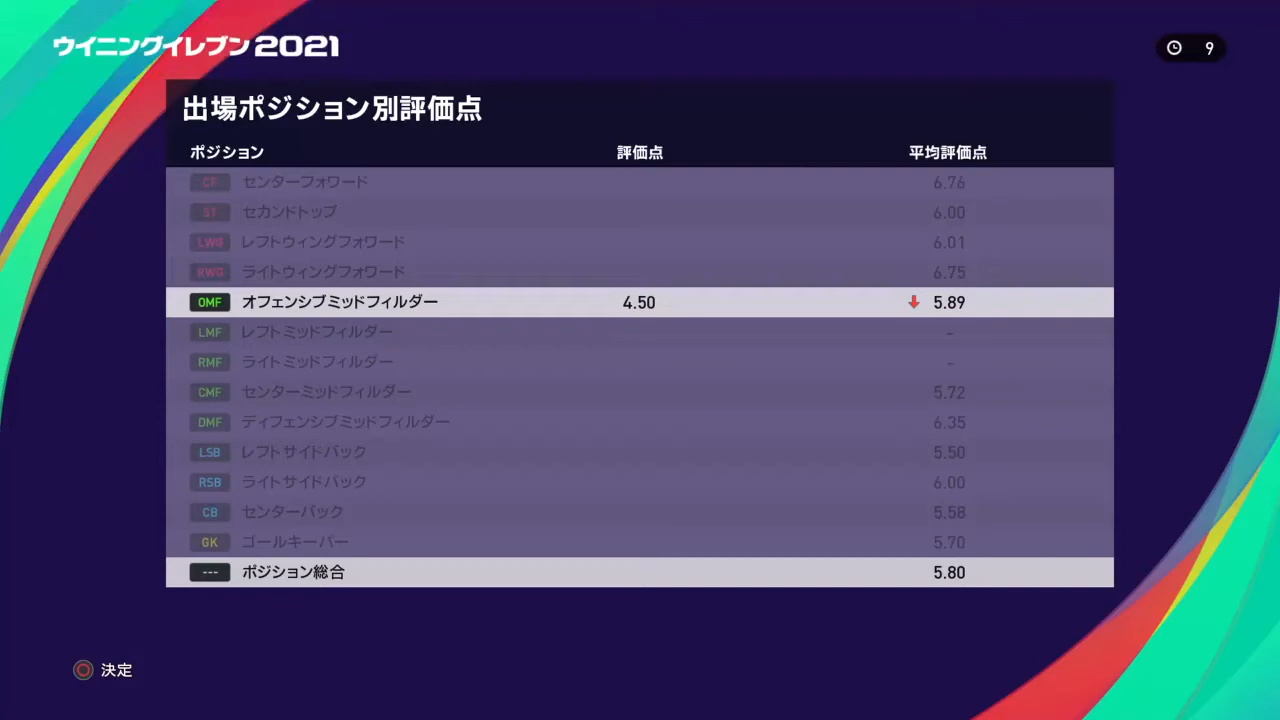 ウイニングイレブン2021
9
出場ポジション別評価点
ポジション 評価点 平均評価点
CF センターフォワード 6.76
ST セカンドトップ 6.00
LWG レフトウィングフォワード 6.01
RWG ライトウィングフォワード 6.75
OMF オフェンシブミッドフィルダー 4.50 5.89
LMF レフトミッドフィルダー -
RMF ライトミッドフィルダー -
CMF センターミッドフィルダー 5.72
DMF ディフェンシブミッドフィルダー 6.35
LSB レフトサイドバック 5.50
RSB ライトサイドバック 6.00
CB センターバック 5.58
GK ゴールキーパー 5.70
--- ポジション総合 5.80
決定